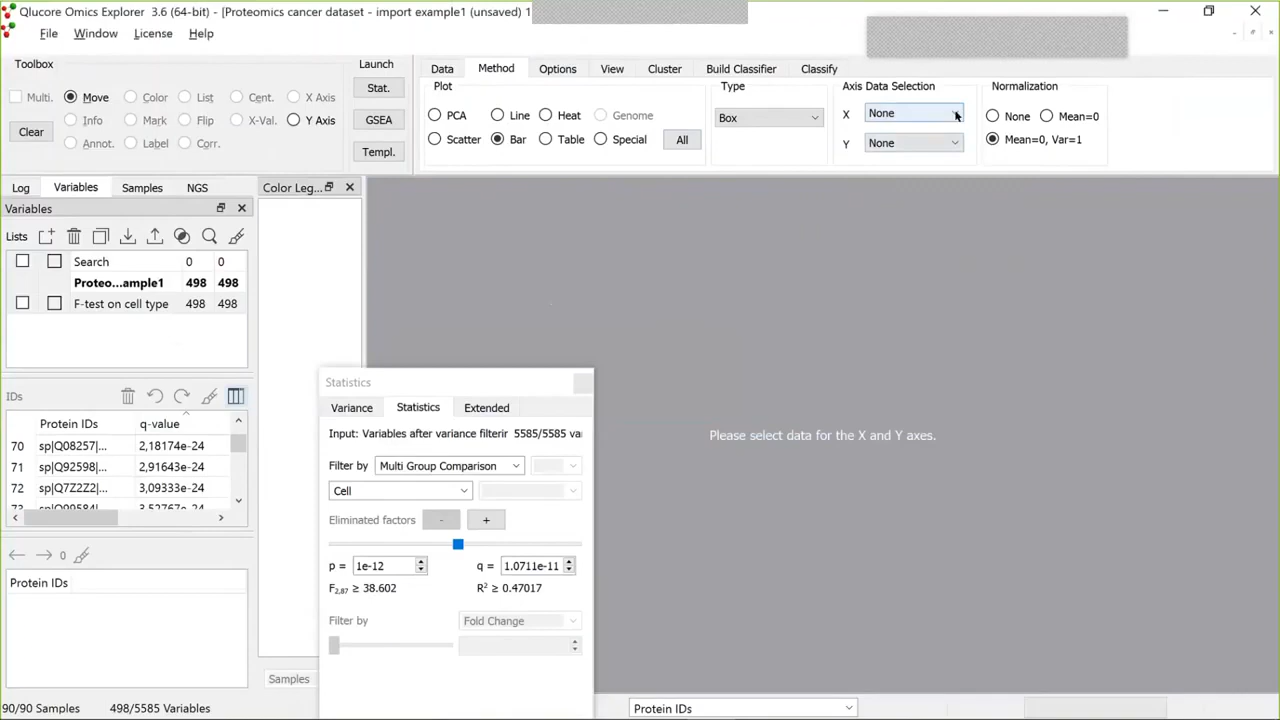 Qlucore Omics Explorer 3.6 (64-bit) - [Proteomics cancer dataset - import example1 (unsaved) 1
File Window License Help
Toolbox
Launch
Multi. Move Color List Cent. X Axis
Info Mark Flip X-Val. Y Axis
Clear
Annot. Label Corr.
Stat.
GSEA
Templ.
Data Method Options View Cluster Build Classifier Classify
Plot
PCA Line Heat Genome
Scatter Bar Table Special All
Type
Box
Axis Data Selection
X None
Y None
Normalization
None Mean=0
Mean=0, Var=1
Log Variables Samples NGS
Variables
Lists
Search 0 0
Proteo...ample1 498 498
F-test on cell type 498 498
IDs
Protein IDs q-value
70 sp|Q08257|... 2,18174e-24
71 sp|Q92598|... 2,91643e-24
72 sp|Q7Z2Z2|... 3,09333e-24
73 sp|Q99584|... 3,52767e-24
0
Protein IDs
Color Leg...
Samples
Statistics
Variance Statistics Extended
Input: Variables after variance filterir 5585/5585 va
Filter by Multi Group Comparison
Cell
Eliminated factors - +
p = 1e-12 q = 1.0711e-11
F2,87 ≥ 38.602 R² ≥ 0.47017
Filter by Fold Change
Please select data for the X and Y axes.
90/90 Samples 498/5585 Variables
Protein IDs